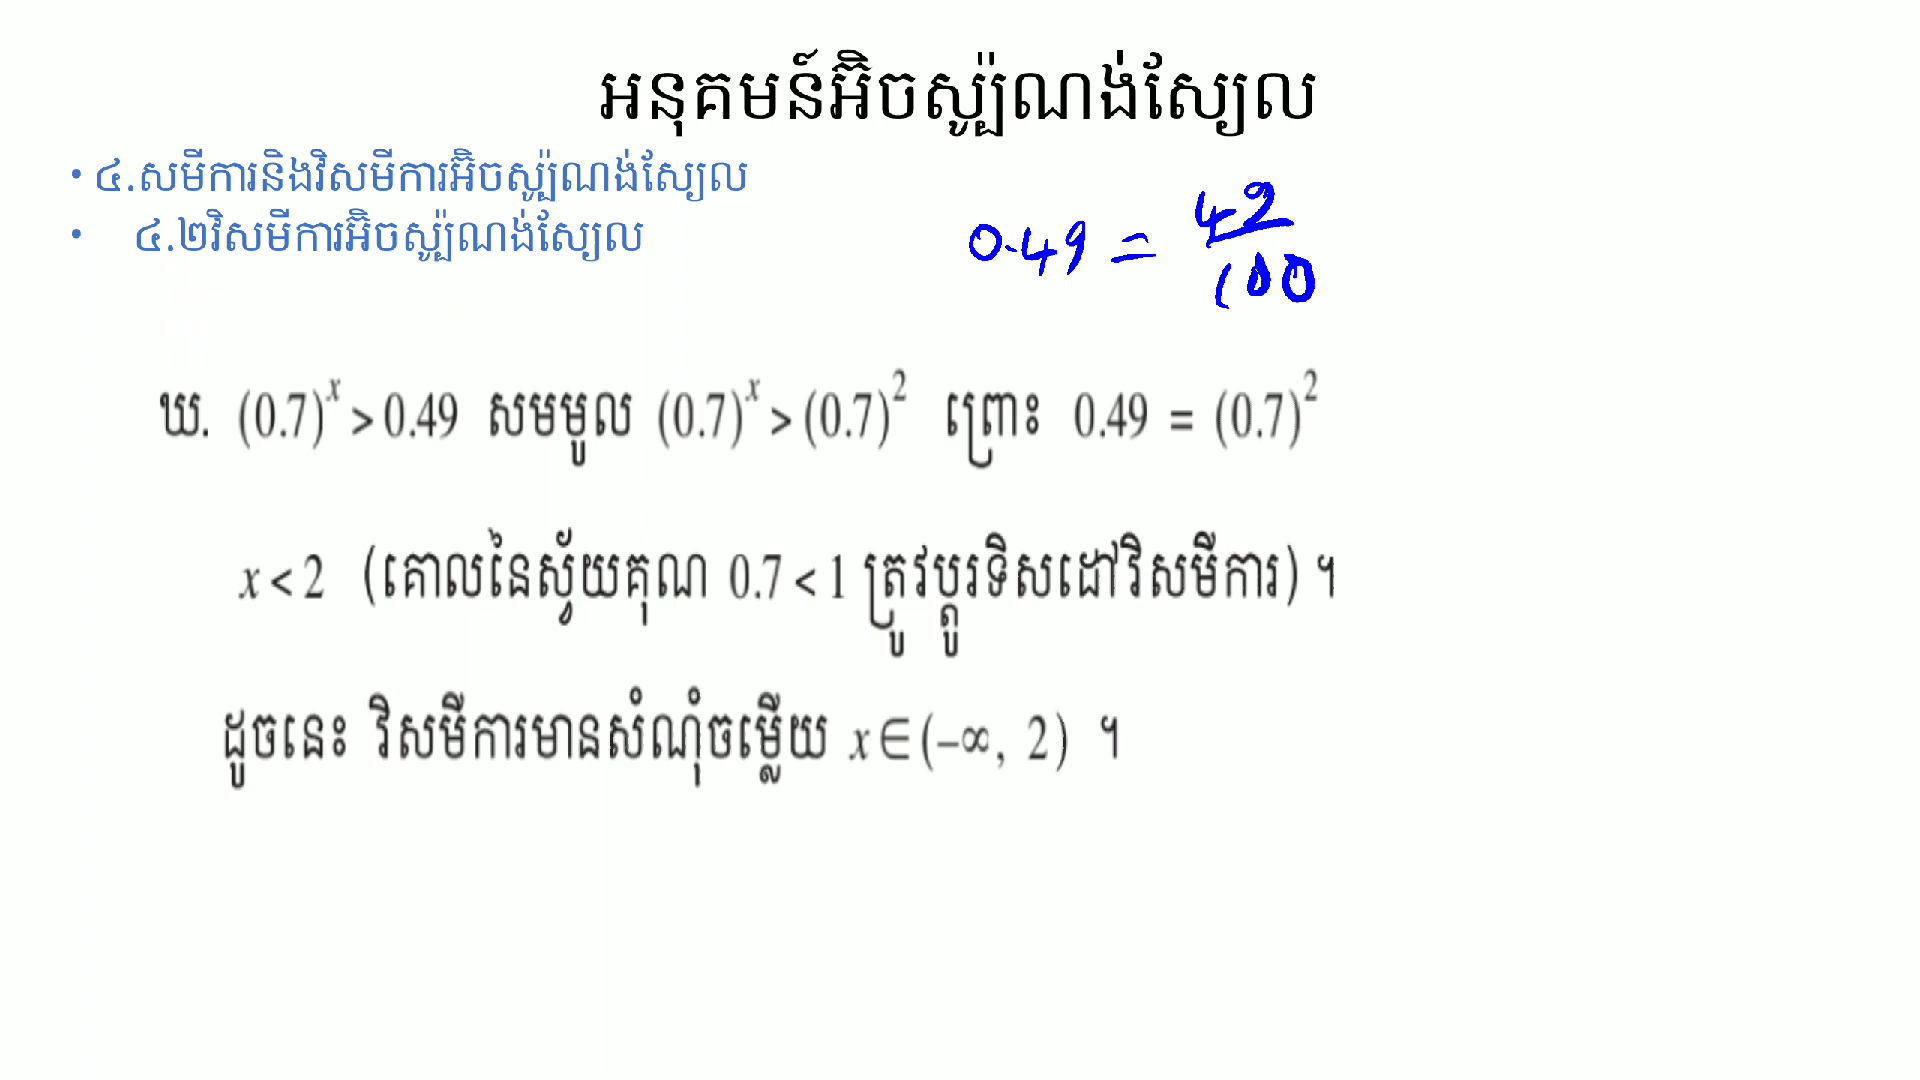 អនុគមន៍អ៊ិចស្ប៉ូណង់ស្យែល
• ៤.សមីការនិងវិសមីការអ៊ិចស្ប៉ូណង់ស្យែល
• ៤.២វិសមីការអ៊ិចស្ប៉ូណង់ស្យែល
0.49 = 49/100
ឃ. (0.7)^x > 0.49 សមមូល (0.7)^x > (0.7)^2 ព្រោះ 0.49 = (0.7)^2
x < 2 (គោលនៃស្វ័យគុណ 0.7 < 1 ត្រូវប្តូរទិសដៅវិសមីការ) ។
ដូចនេះ វិសមីការមានសំណុំចម្លើយ x ∈ (–∞, 2) ។